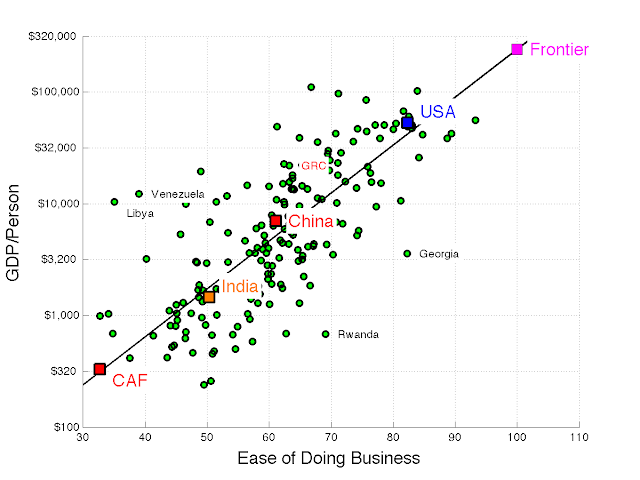 $320,000
$100,000
$32,000
$10,000
$3,200
$1,000
$320
$100
GDP/Person
Frontier
USA
GRC
Venezuela
Libya
China
Georgia
India
Rwanda
CAF
30 40 50 60 70 80 90 100 110
Ease of Doing Business